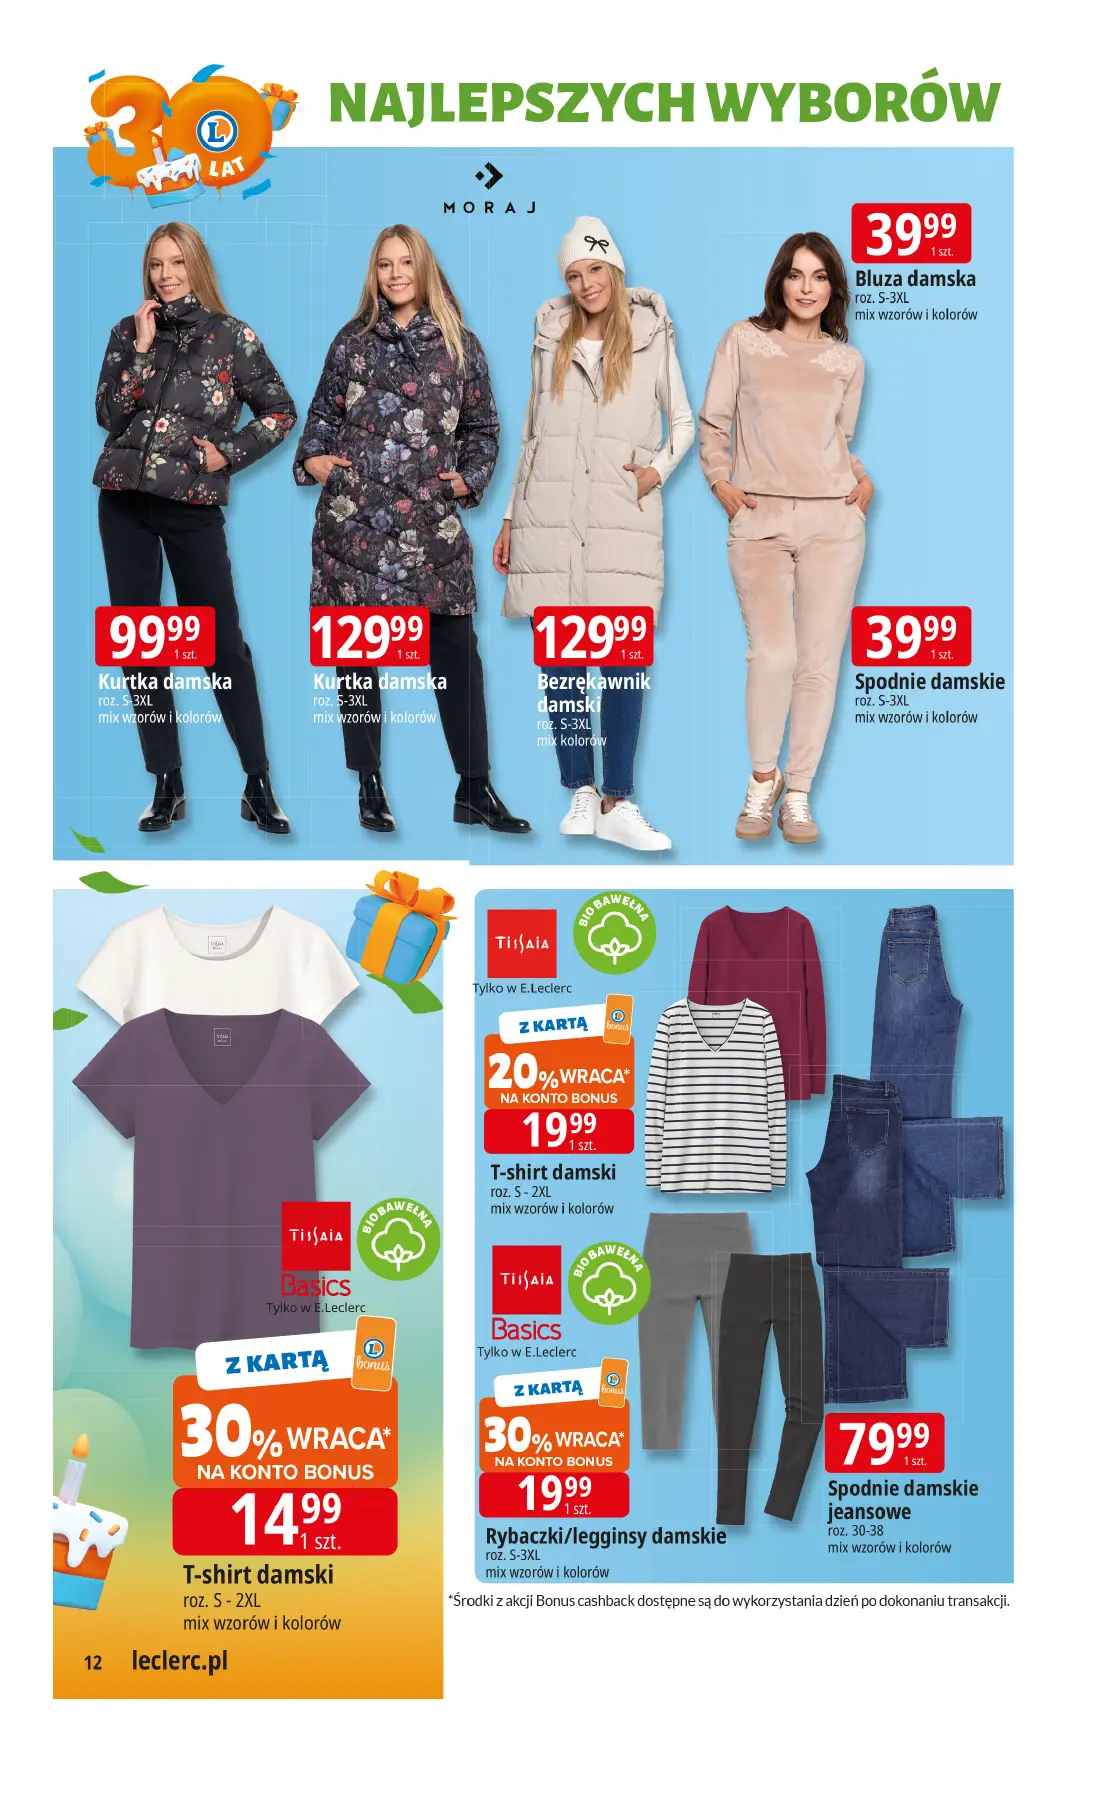 30 LAT
NAJLEPSZYCH WYBORÓW
MORAJ
39 99
1 szt.
Bluza damska
roz. S-3XL
mix wzorów i kolorów
99 99
1 szt.
Kurtka damska
roz. S-3XL
mix wzorów i kolorów
129 99
1 szt.
Kurtka damska
roz. S-3XL
mix wzorów i kolorów
129 99
1 szt.
Bezrękawnik
damski
roz. S-3XL
mix kolorów
39 99
1 szt.
Spodnie damskie
roz. S-3XL
mix wzorów i kolorów
TISSAIA
Basics
Tylko w E.Leclerc
BIO BAWEŁNA
Z KARTĄ
L bonus
30% WRACA*
NA KONTO BONUS
14 99
1 szt.
T-shirt damski
roz. S - 2XL
mix wzorów i kolorów
TISSAIA
Tylko w E.Leclerc
BIO BAWEŁNA
Z KARTĄ
L bonus
20% WRACA*
NA KONTO BONUS
19 99
1 szt.
T-shirt damski
roz. S - 2XL
mix wzorów i kolorów
TISSAIA
Basics
Tylko w E.Leclerc
BIO BAWEŁNA
Z KARTĄ
L bonus
30% WRACA*
NA KONTO BONUS
19 99
1 szt.
Rybaczki/legginsy damskie
roz. S-3XL
mix wzorów i kolorów
79 99
1 szt.
Spodnie damskie
jeansowe
roz. 30-38
mix wzorów i kolorów
*Środki z akcji Bonus cashback dostępne są do wykorzystania dzień po dokonaniu transakcji.
12 leclerc.pl